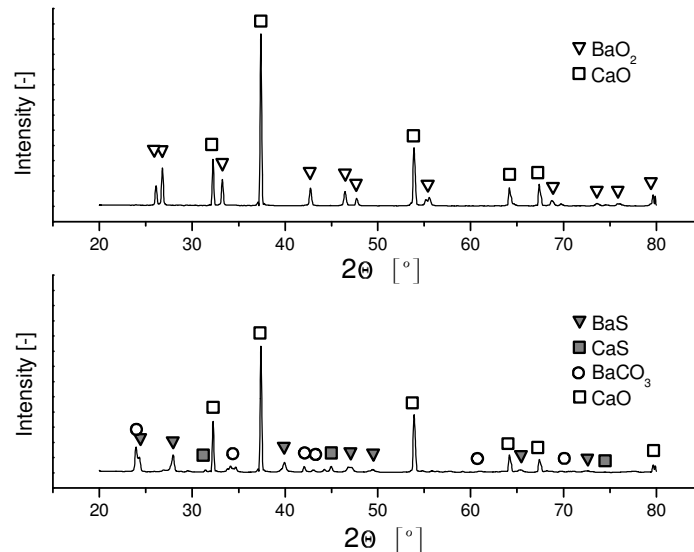 Intensity [-]
BaO₂
CaO
20 30 40 50 60 70 80
2Θ [°]
Intensity [-]
BaS
CaS
BaCO₃
CaO
20 30 40 50 60 70 80
2Θ [°]